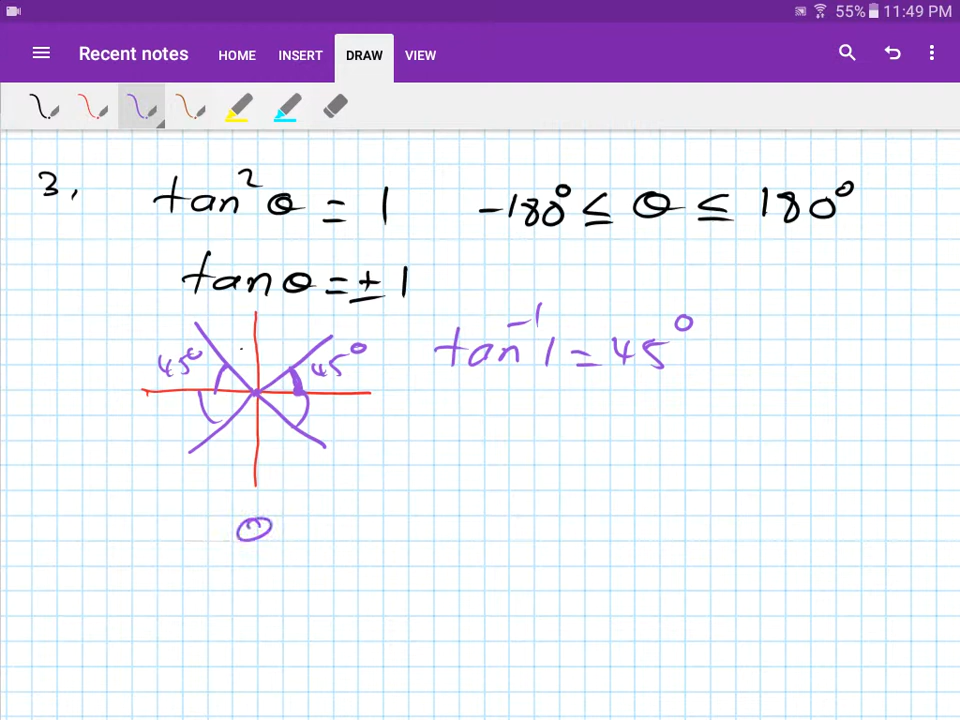 55% 11:49 PM
Recent notes HOME INSERT DRAW VIEW
3. tan²θ = 1 -180° ≤ θ ≤ 180°
tanθ = ± 1
tan⁻¹1 = 45°
45° 45°